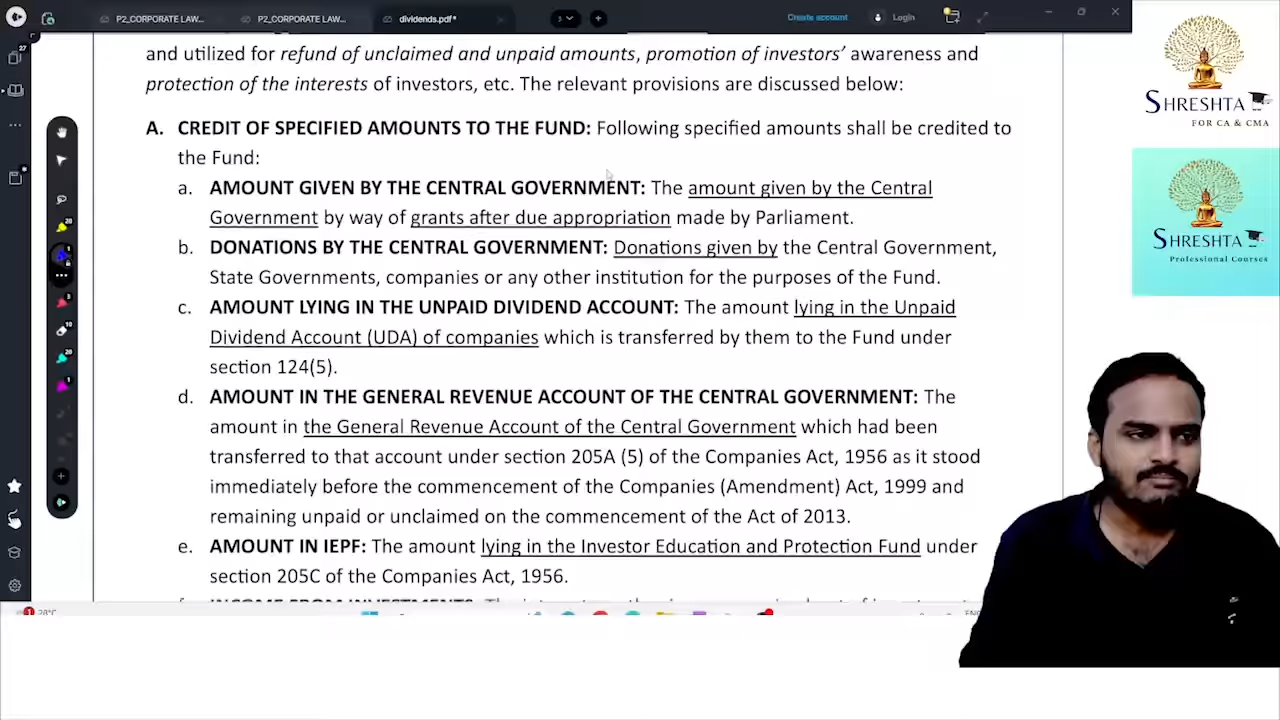 P2_CORPORATE LAW...
P2_CORPORATE LAW...
dividends.pdf*
Create account
Login
27
and utilized for refund of unclaimed and unpaid amounts, promotion of investors' awareness and
protection of the interests of investors, etc. The relevant provisions are discussed below:
A. CREDIT OF SPECIFIED AMOUNTS TO THE FUND: Following specified amounts shall be credited to
the Fund:
a. AMOUNT GIVEN BY THE CENTRAL GOVERNMENT: The amount given by the Central
Government by way of grants after due appropriation made by Parliament.
b. DONATIONS BY THE CENTRAL GOVERNMENT: Donations given by the Central Government,
State Governments, companies or any other institution for the purposes of the Fund.
c. AMOUNT LYING IN THE UNPAID DIVIDEND ACCOUNT: The amount lying in the Unpaid
Dividend Account (UDA) of companies which is transferred by them to the Fund under
section 124(5).
d. AMOUNT IN THE GENERAL REVENUE ACCOUNT OF THE CENTRAL GOVERNMENT: The
amount in the General Revenue Account of the Central Government which had been
transferred to that account under section 205A (5) of the Companies Act, 1956 as it stood
immediately before the commencement of the Companies (Amendment) Act, 1999 and
remaining unpaid or unclaimed on the commencement of the Act of 2013.
e. AMOUNT IN IEPF: The amount lying in the Investor Education and Protection Fund under
section 205C of the Companies Act, 1956.
SHRESHTA
FOR CA & CMA
SHRESHTA
Professional Courses